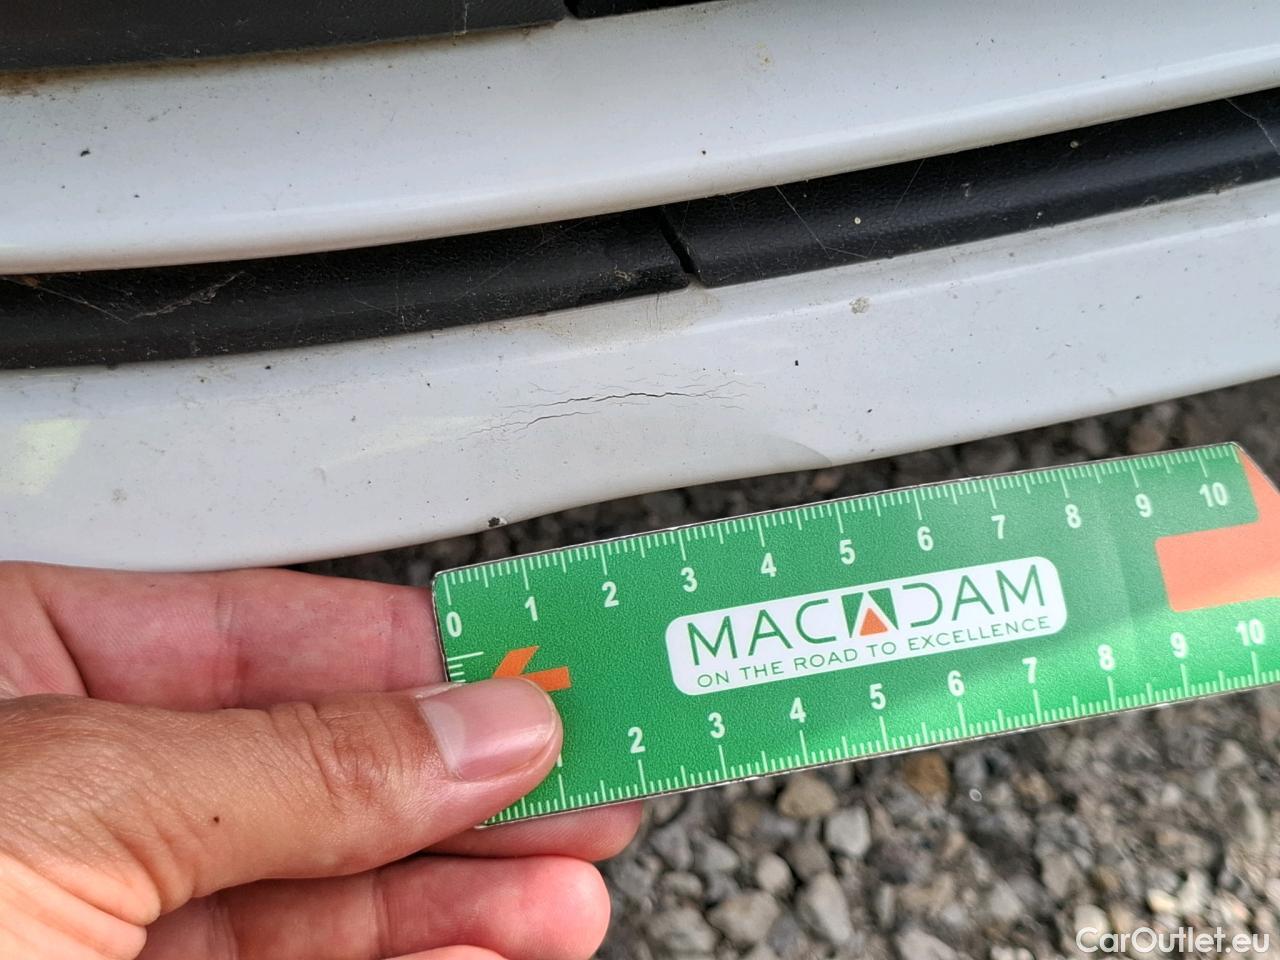 0 1 2 3 4 5 6 7 8 9 10
MACADAM
ON THE ROAD TO EXCELLENCE
2 3 4 5 6 7 8 9 10
CarOutlet.eu